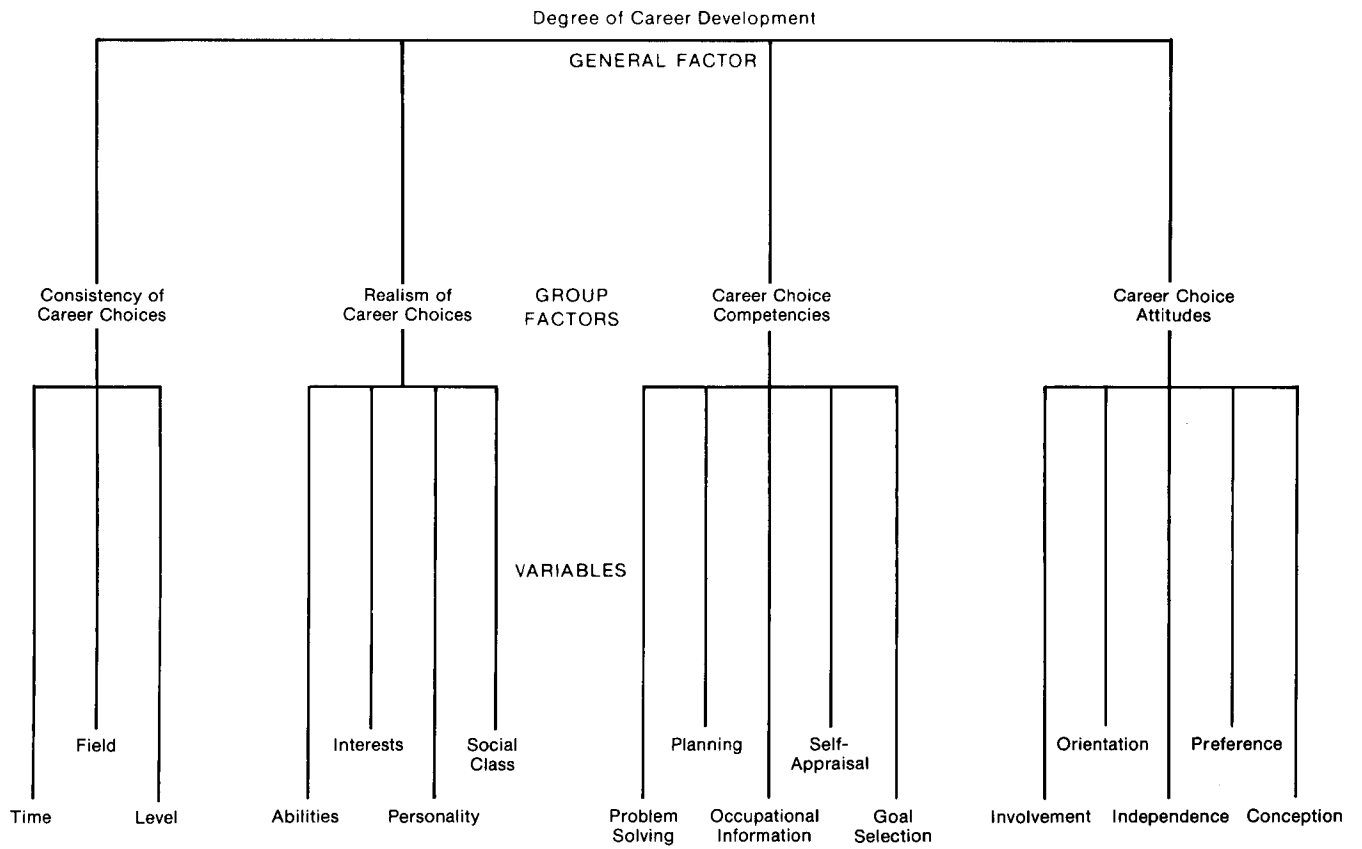 Degree of Career Development
GENERAL FACTOR
Consistency of
Career Choices
Realism of
Career Choices
GROUP
FACTORS
Career Choice
Competencies
Career Choice
Attitudes
VARIABLES
Field
Interests
Social
Class
Planning
Self-
Appraisal
Orientation
Preference
Time
Level
Abilities
Personality
Problem
Solving
Occupational
Information
Goal
Selection
Involvement
Independence
Conception